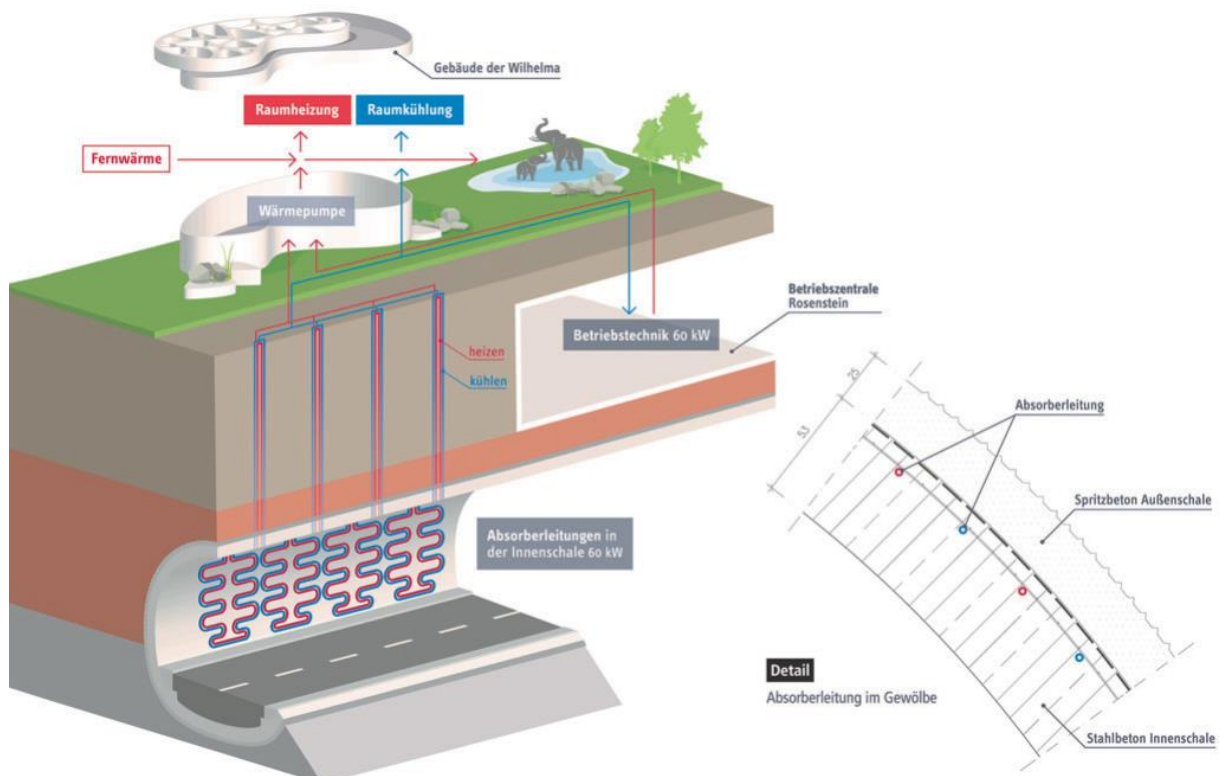 Gebäude der Wilhelma
Raumheizung
Raumkühlung
Fernwärme
Wärmepumpe
Betriebszentrale
Rosenstein
Betriebstechnik 60 kW
heizen
kühlen
25
53
Absorberleitung
Spritzbeton Außenschale
Absorberleitungen in
der Innenschale 60 kW
Detail
Absorberleitung im Gewölbe
Stahlbeton Innenschale